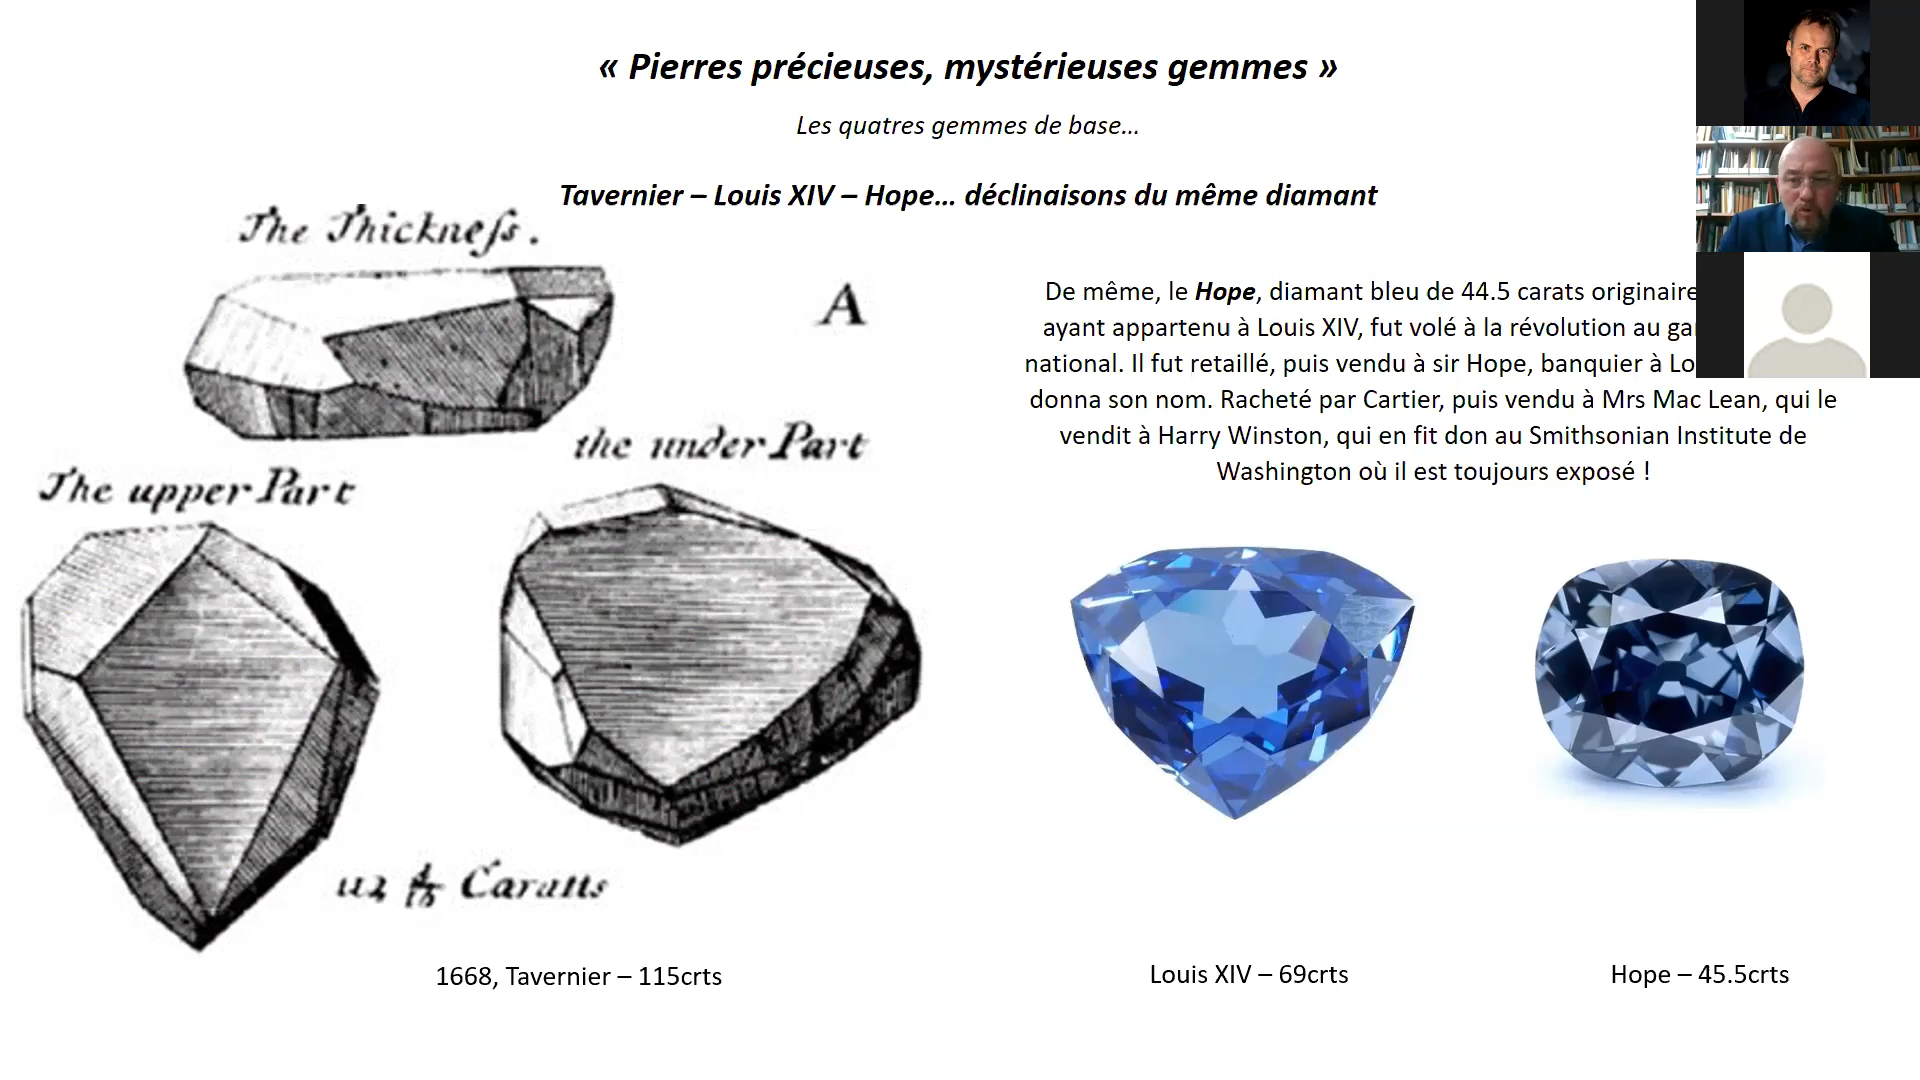 « Pierres précieuses, mystérieuses gemmes »
Les quatres gemmes de base...
Tavernier – Louis XIV – Hope... déclinaisons du même diamant
The Thickneſs.
A
the under Part
The upper Part
112 4/15 Caratts
1668, Tavernier – 115crts
De même, le Hope, diamant bleu de 44.5 carats originaire
ayant appartenu à Louis XIV, fut volé à la révolution au
national. Il fut retaillé, puis vendu à sir Hope, banquier à
donna son nom. Racheté par Cartier, puis vendu à Mrs Mac Lean, qui le
vendit à Harry Winston, qui en fit don au Smithsonian Institute de
Washington où il est toujours exposé !
Louis XIV – 69crts
Hope – 45.5crts